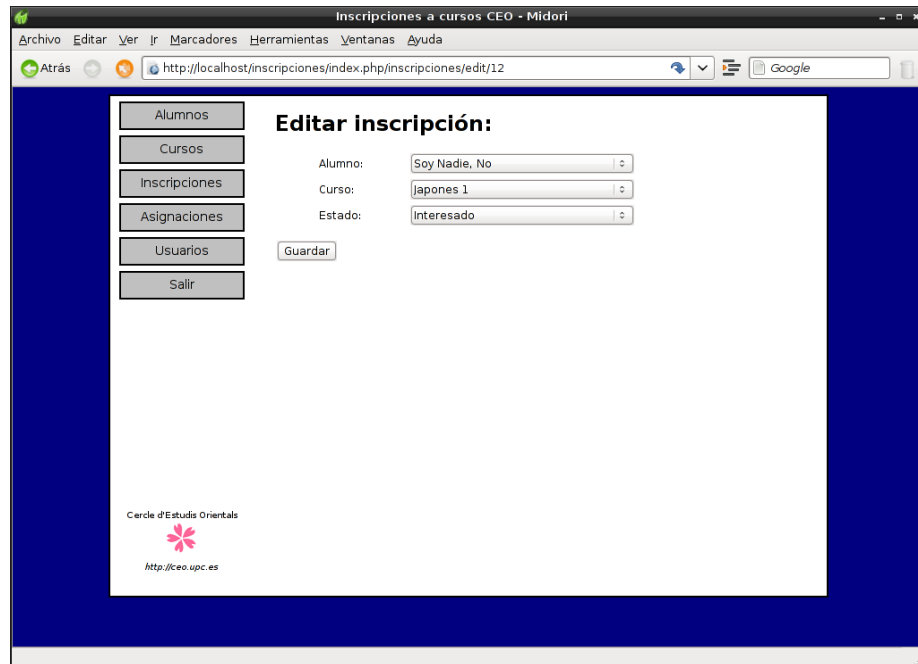 Inscripciones a cursos CEO - Midori
Archivo Editar Ver Ir Marcadores Herramientas Ventanas Ayuda
Atrás http://localhost/inscripciones/index.php/inscripciones/edit/12 Google
Alumnos
Cursos
Inscripciones
Asignaciones
Usuarios
Salir
Editar inscripción:
Alumno: Soy Nadie, No
Curso: Japones 1
Estado: Interesado
Guardar
Cercle d'Estudis Orientals
http://ceo.upc.es